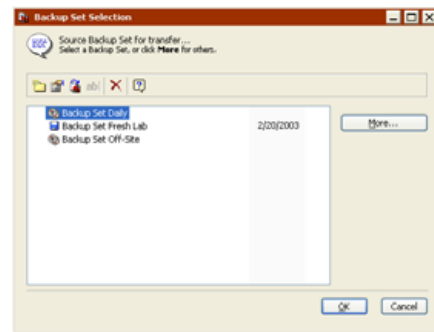 Backup Set Selection
Source Backup Set for transfer...
Select a Backup Set, or click More for others.
Backup Set Daily
Backup Set Fresh Lab 2/20/2003
Backup Set Off-Site
More...
OK
Cancel